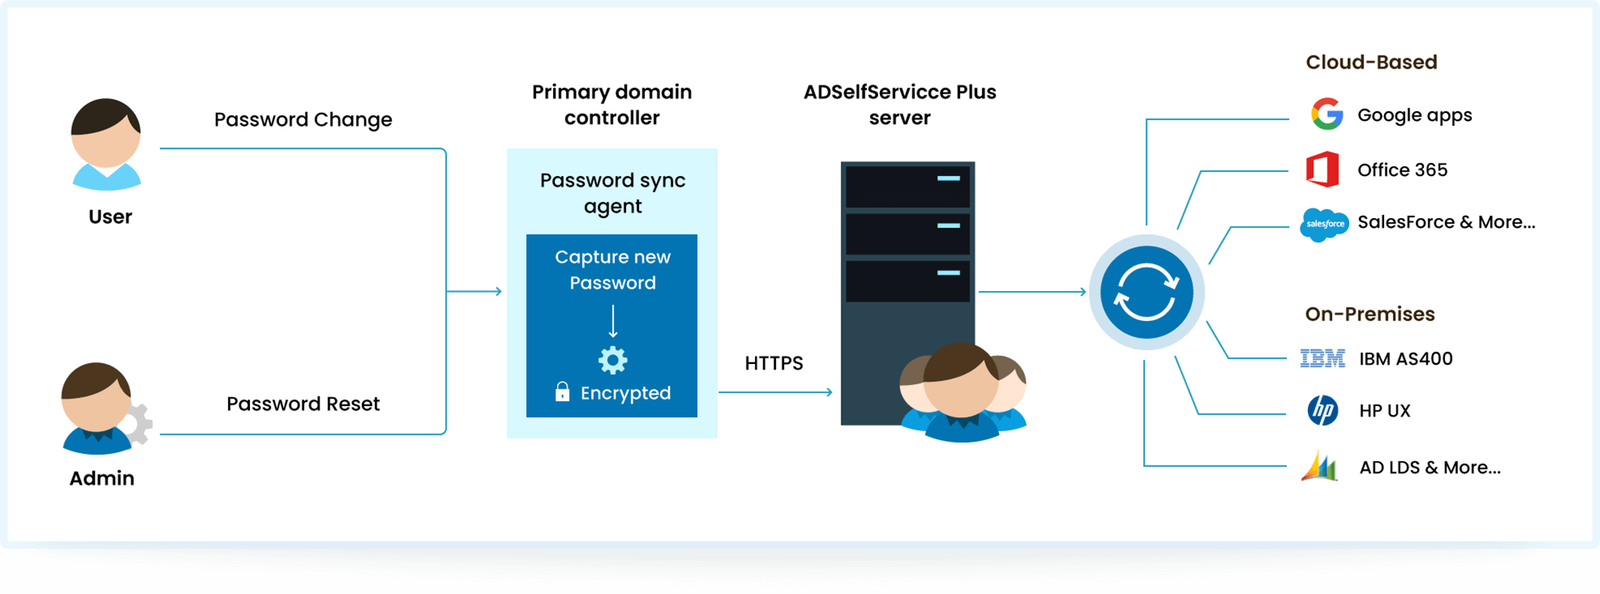 Password Change
User
Password Reset
Admin
Primary domain
controller
Password sync
agent
Capture new
Password
Encrypted
HTTPS
ADSelfServicce Plus
server
Cloud-Based
Google apps
Office 365
salesforce
SalesForce & More...
On-Premises
IBM
IBM AS400
hp
HP UX
AD LDS & More...